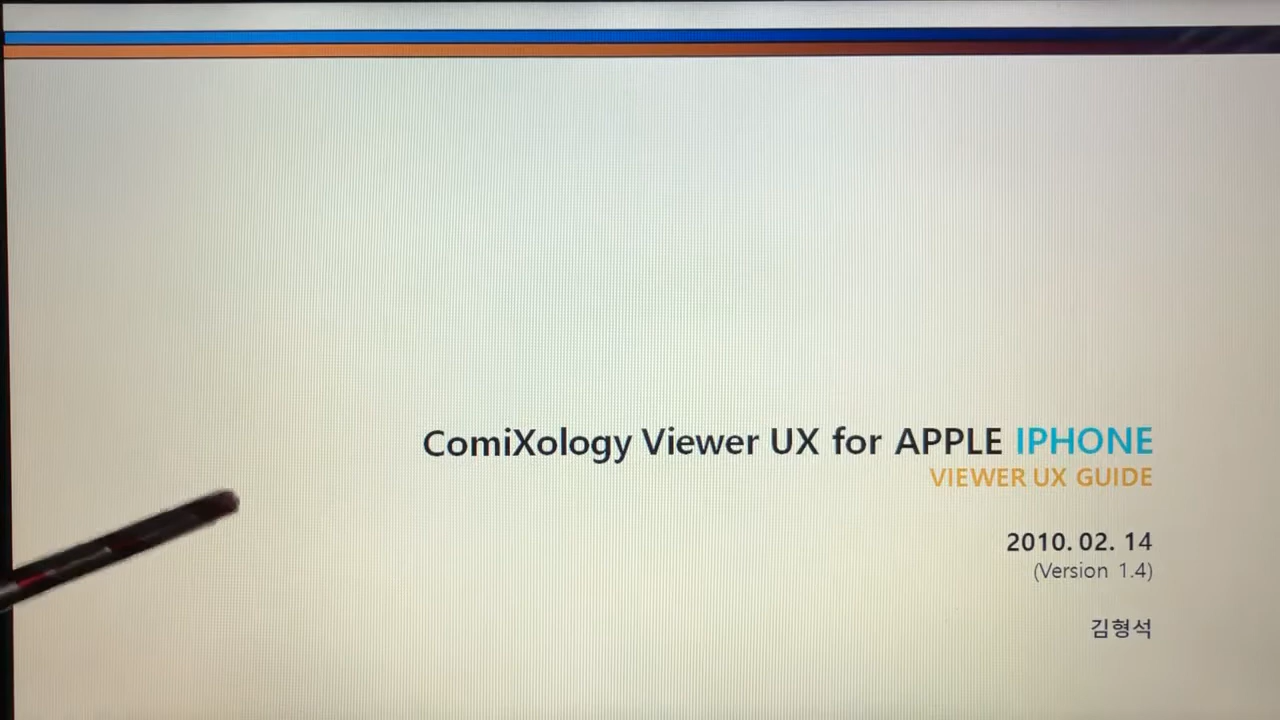 ComiXology Viewer UX for APPLE IPHONE
VIEWER UX GUIDE
2010. 02. 14
(Version 1.4)
김형석